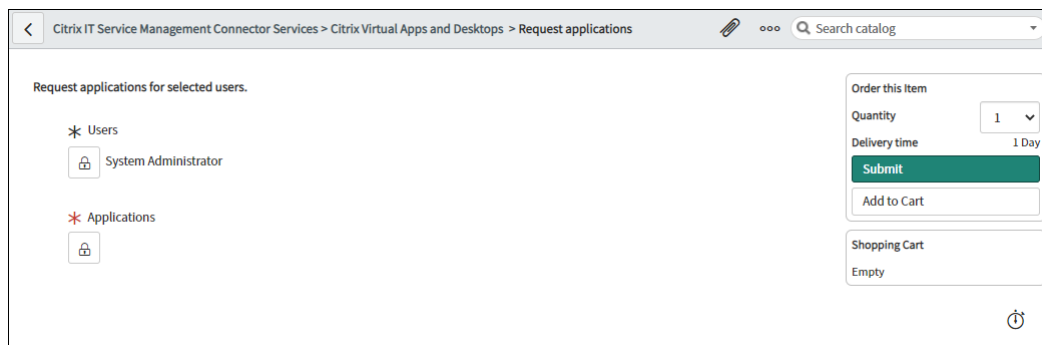 Citrix IT Service Management Connector Services > Citrix Virtual Apps and Desktops > Request applications
Search catalog
Request applications for selected users.
Users
System Administrator
Applications
Order this Item
Quantity 1
Delivery time 1 Day
Submit
Add to Cart
Shopping Cart
Empty